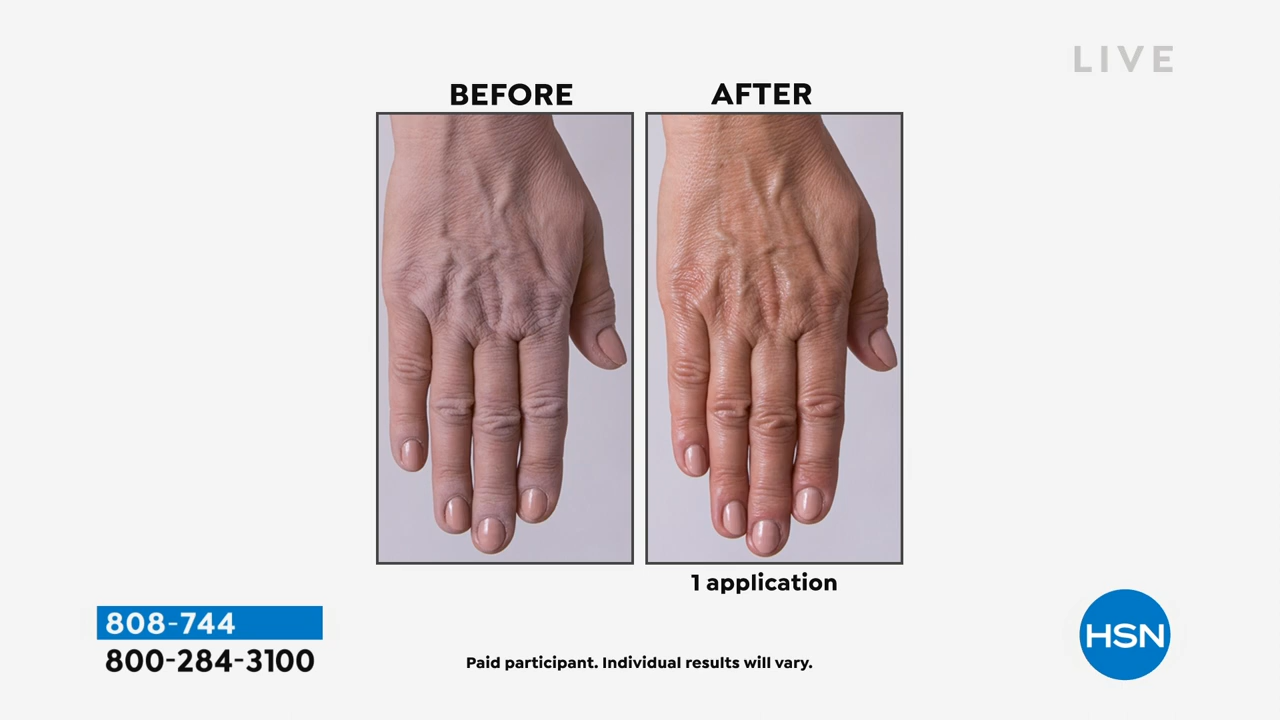 LIVE
BEFORE
AFTER
1 application
808-744
800-284-3100
Paid participant. Individual results will vary.
HSN